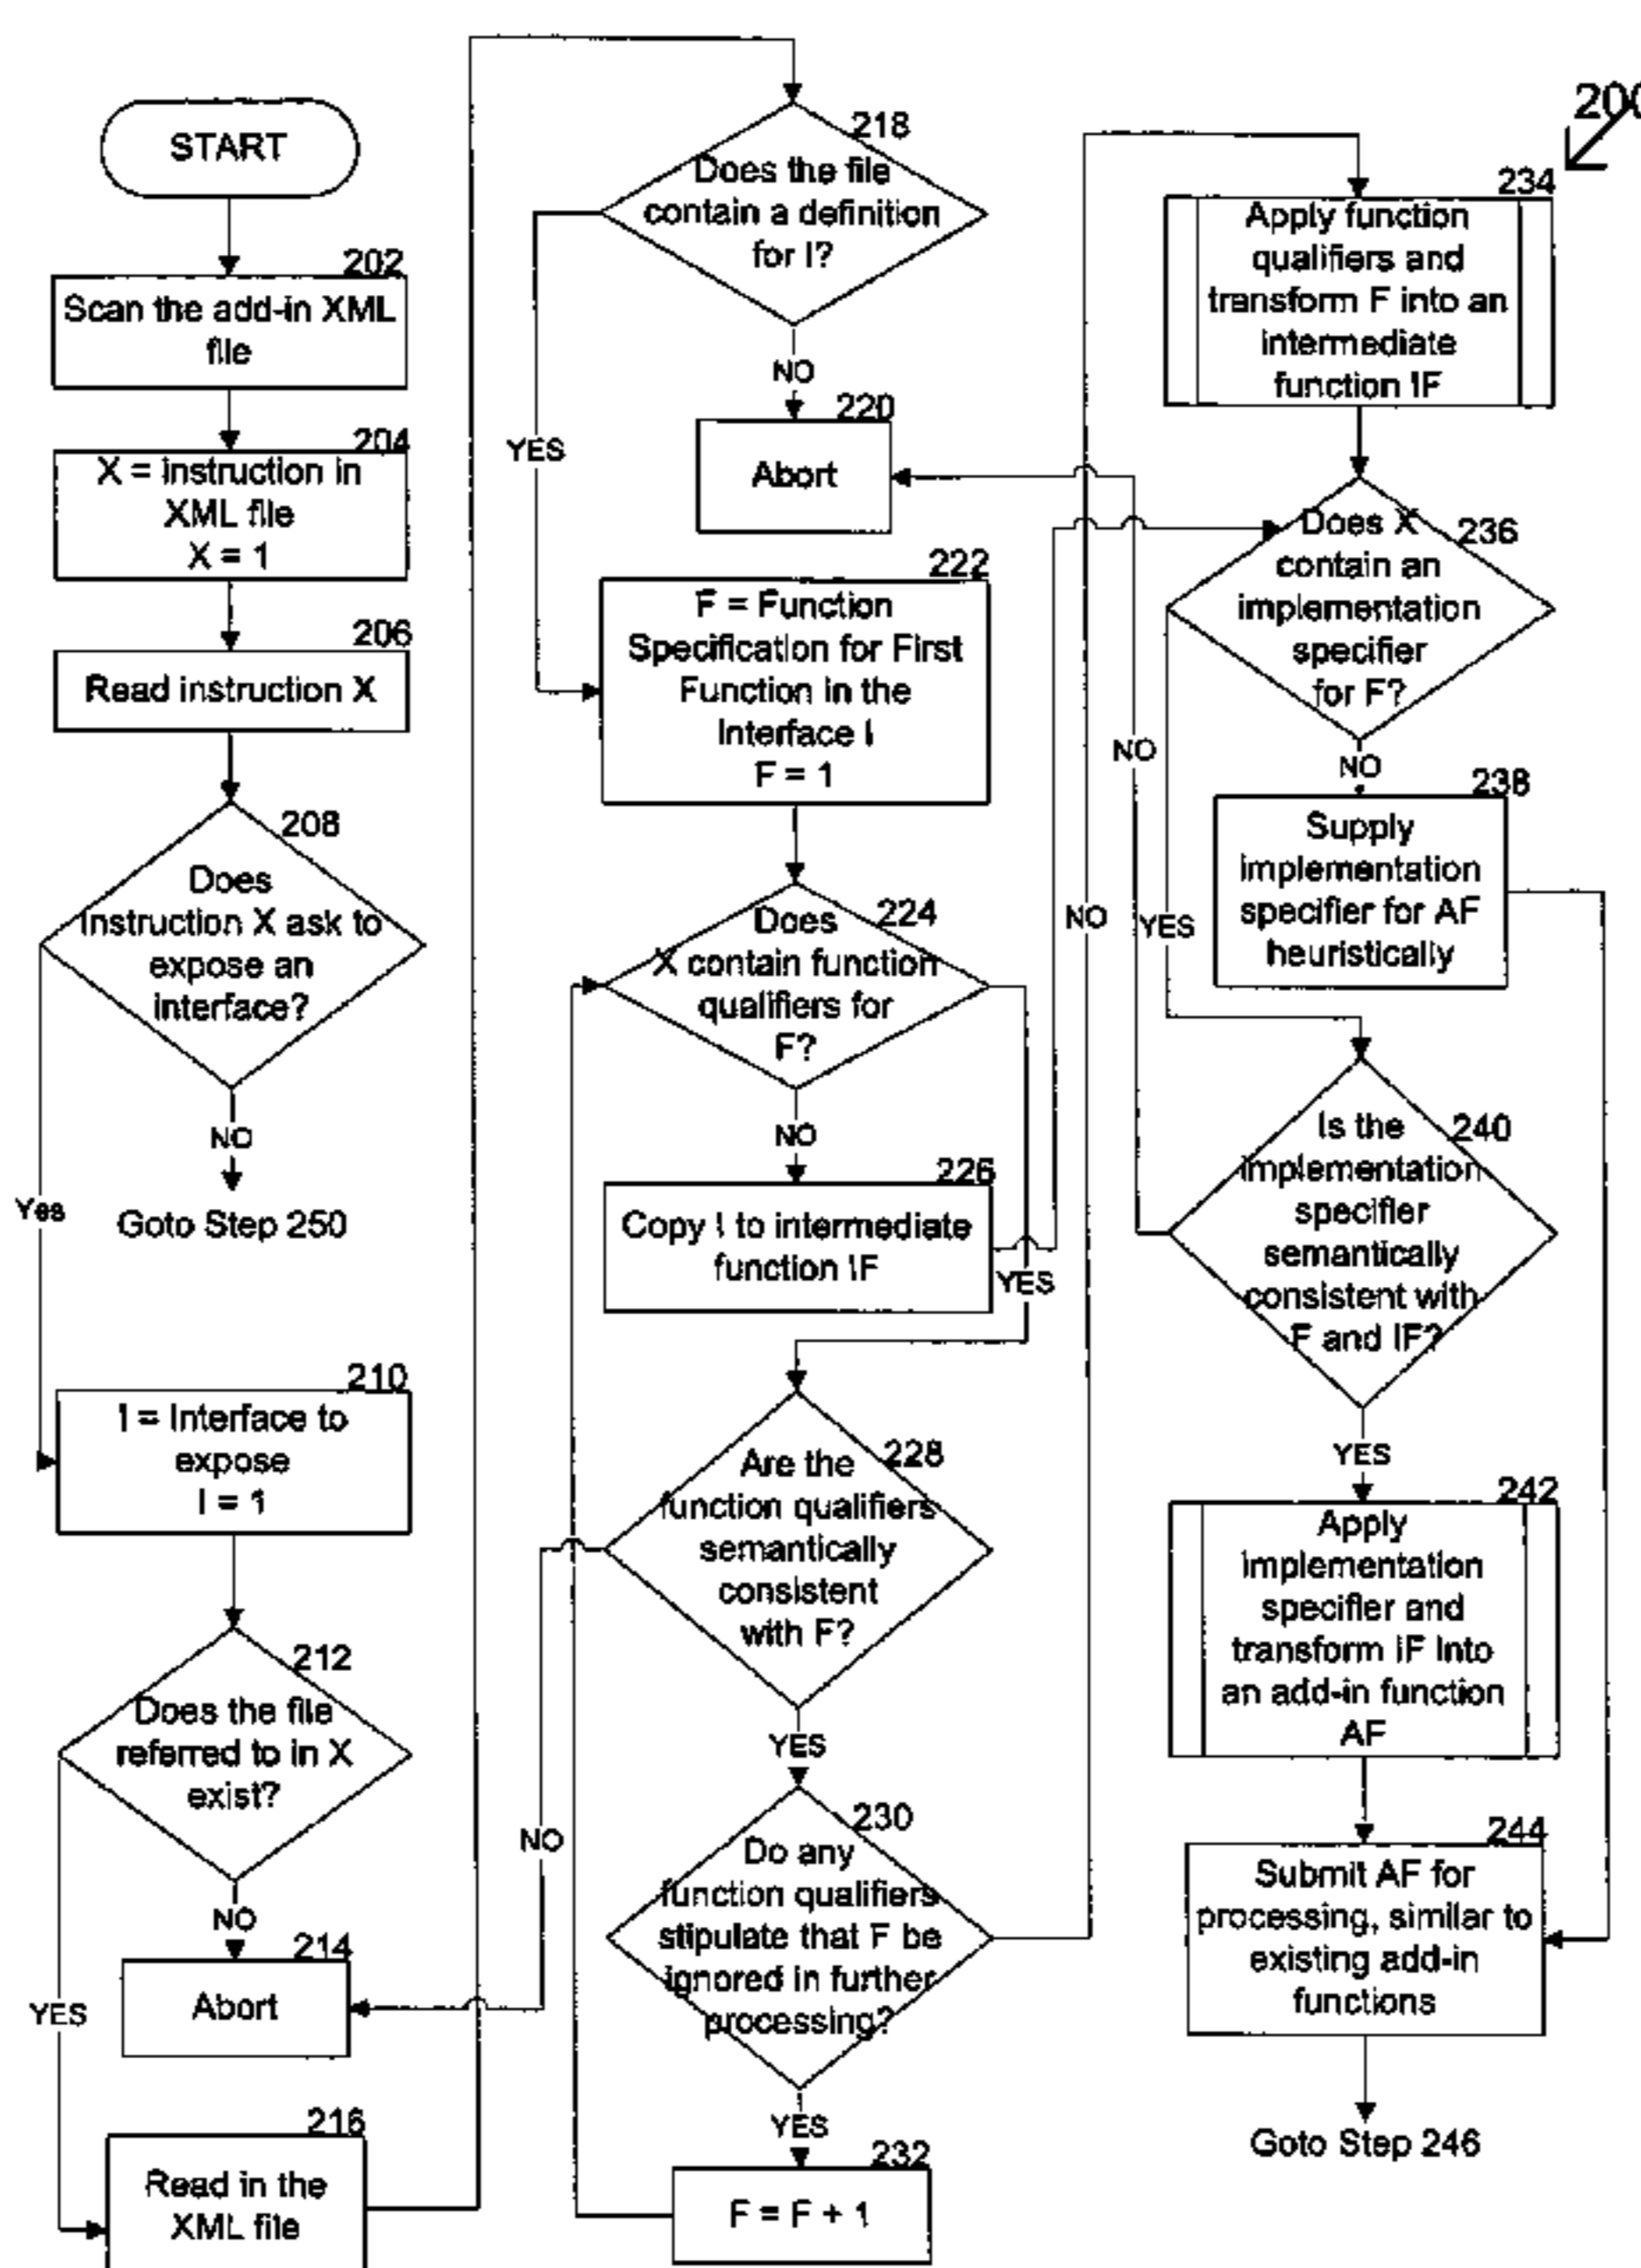 START
202
Scan the add-in XML
file
204
X = Instruction in
XML file
X = 1
206
Read instruction X
208
Does
Instruction X ask to
expose an
interface?
NO
Goto Step 250
Yes
210
I = Interface to
expose
I = 1
212
Does the file
referred to in X
exist?
NO
214
Abort
YES
216
Read in the
XML file
218
Does the file
contain a definition
for I?
NO
220
Abort
YES
222
F = Function
Specification for First
Function in the
Interface I
F = 1
224
Does
X contain function
qualifiers for
F?
NO
226
Copy I to intermediate
function IF
YES
228
Are the
function qualifiers
semantically
consistent
with F?
NO
YES
230
Do any
function qualifiers
stipulate that F be
ignored in further
processing?
YES
232
F = F + 1
NO
200
234
Apply function
qualifiers and
transform F into an
intermediate
function IF
236
Does X
contain an
implementation
specifier
for F?
NO
238
Supply
implementation
specifier for AF
heuristically
YES
NO
240
Is the
implementation
specifier
semantically
consistent with
F and IF?
YES
242
Apply
implementation
specifier and
transform IF into
an add-in function
AF
244
Submit AF for
processing, similar to
existing add-in
functions
Goto Step 246